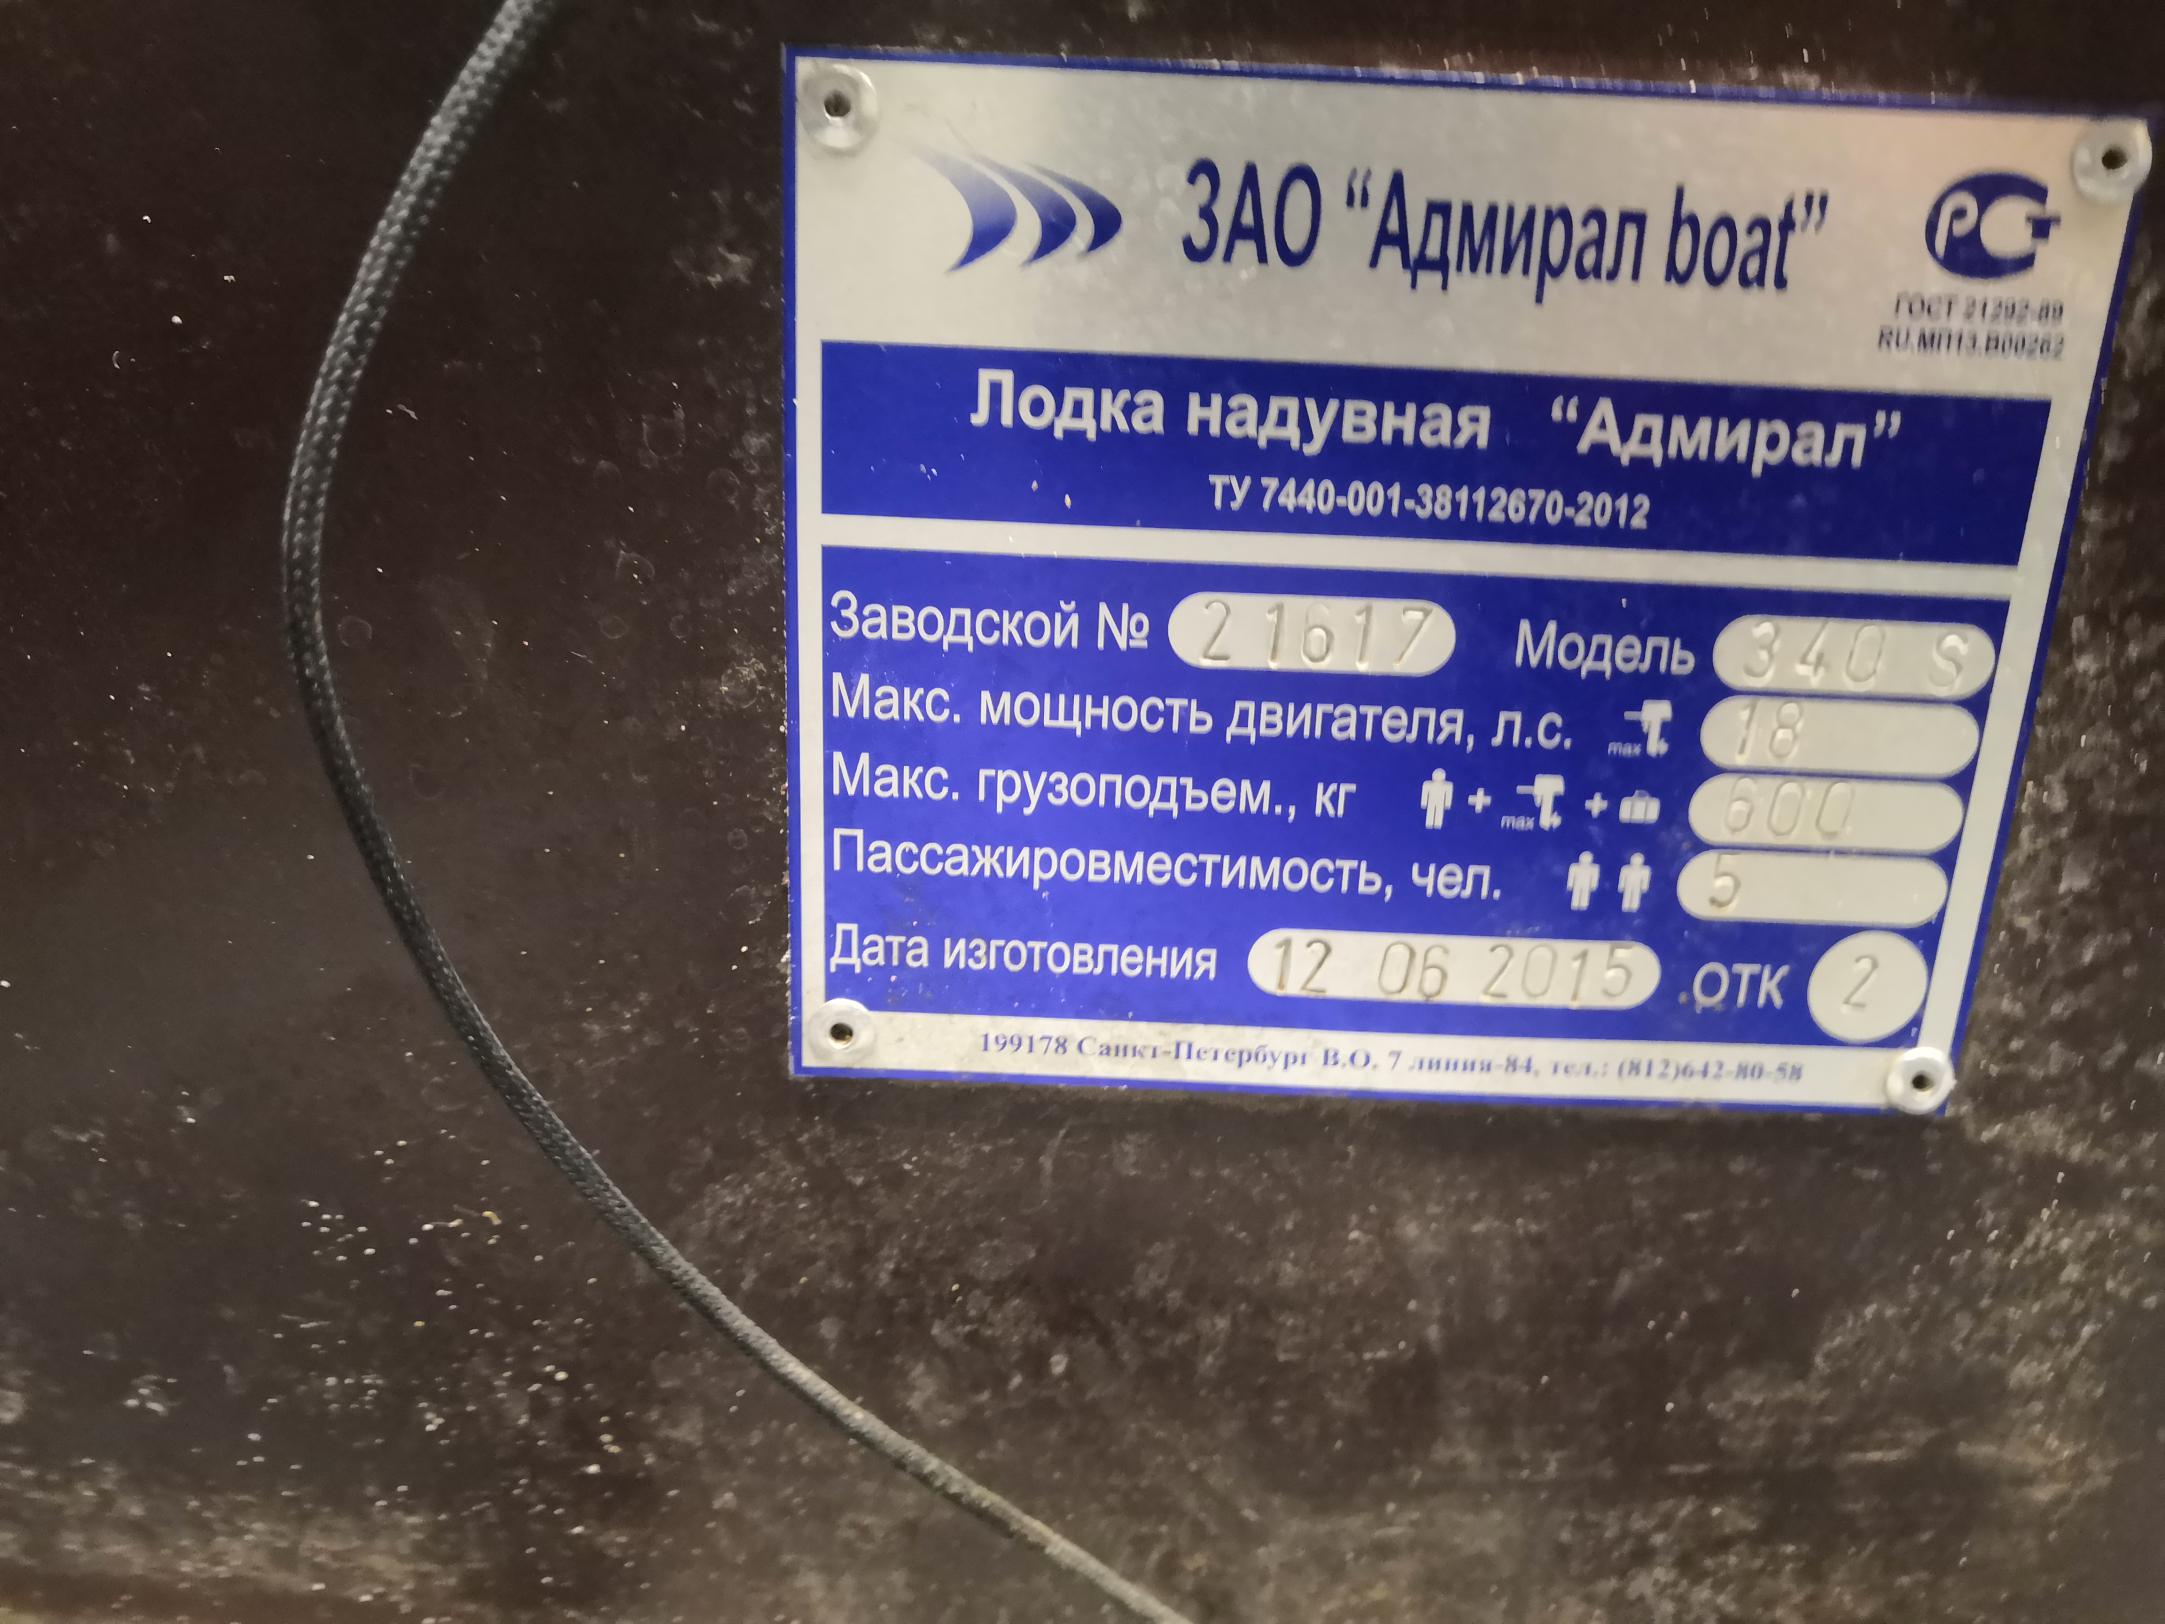 ЗАО “Адмирал boat”
РСТ
ГОСТ 21292-89
RU.МП13.В00262
Лодка надувная “Адмирал”
ТУ 7440-001-38112670-2012
Заводской № 21617 Модель 340 S
Макс. мощность двигателя, л.с. max 18
Макс. грузоподъем., кг + max + 600
Пассажировместимость, чел. 5
Дата изготовления 12 06 2015 ОТК 2
199178 Санкт-Петербург В.О. 7 линия-84, тел.: (812)642-80-58